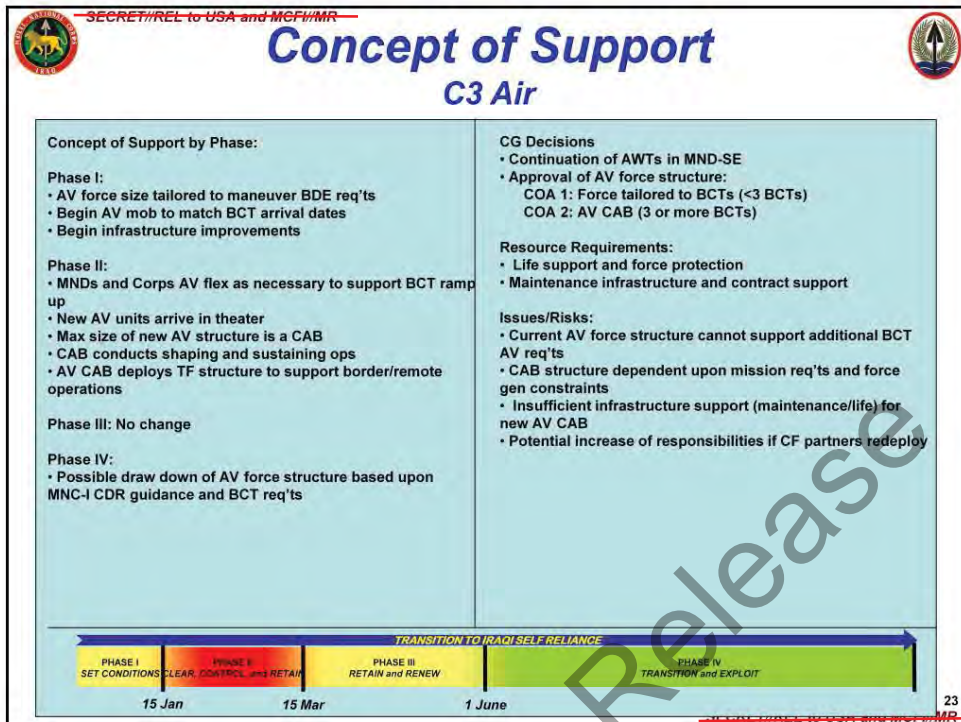 SECRET//REL to USA and MCFI//MR
Concept of Support
C3 Air
Concept of Support by Phase:
Phase I:
• AV force size tailored to maneuver BDE req'ts
• Begin AV mob to match BCT arrival dates
• Begin infrastructure improvements
Phase II:
• MNDs and Corps AV flex as necessary to support BCT ramp
up
• New AV units arrive in theater
• Max size of new AV structure is a CAB
• CAB conducts shaping and sustaining ops
• AV CAB deploys TF structure to support border/remote
operations
Phase III: No change
Phase IV:
• Possible draw down of AV force structure based upon
MNC-I CDR guidance and BCT req'ts
CG Decisions
• Continuation of AWTs in MND-SE
• Approval of AV force structure:
COA 1: Force tailored to BCTs (<3 BCTs)
COA 2: AV CAB (3 or more BCTs)
Resource Requirements:
• Life support and force protection
• Maintenance infrastructure and contract support
Issues/Risks:
• Current AV force structure cannot support additional BCT
AV req'ts
• CAB structure dependent upon mission req'ts and force
gen constraints
• Insufficient infrastructure support (maintenance/life) for
new AV CAB
• Potential increase of responsibilities if CF partners redeploy
Release
TRANSITION TO IRAQI SELF RELIANCE
PHASE I
SET CONDITIONS
PHASE II
CLEAR, CONTROL, and RETAIN
PHASE III
RETAIN and RENEW
PHASE IV
TRANSITION and EXPLOIT
15 Jan
15 Mar
1 June
23
SECRET//REL to USA and MCFI//MR